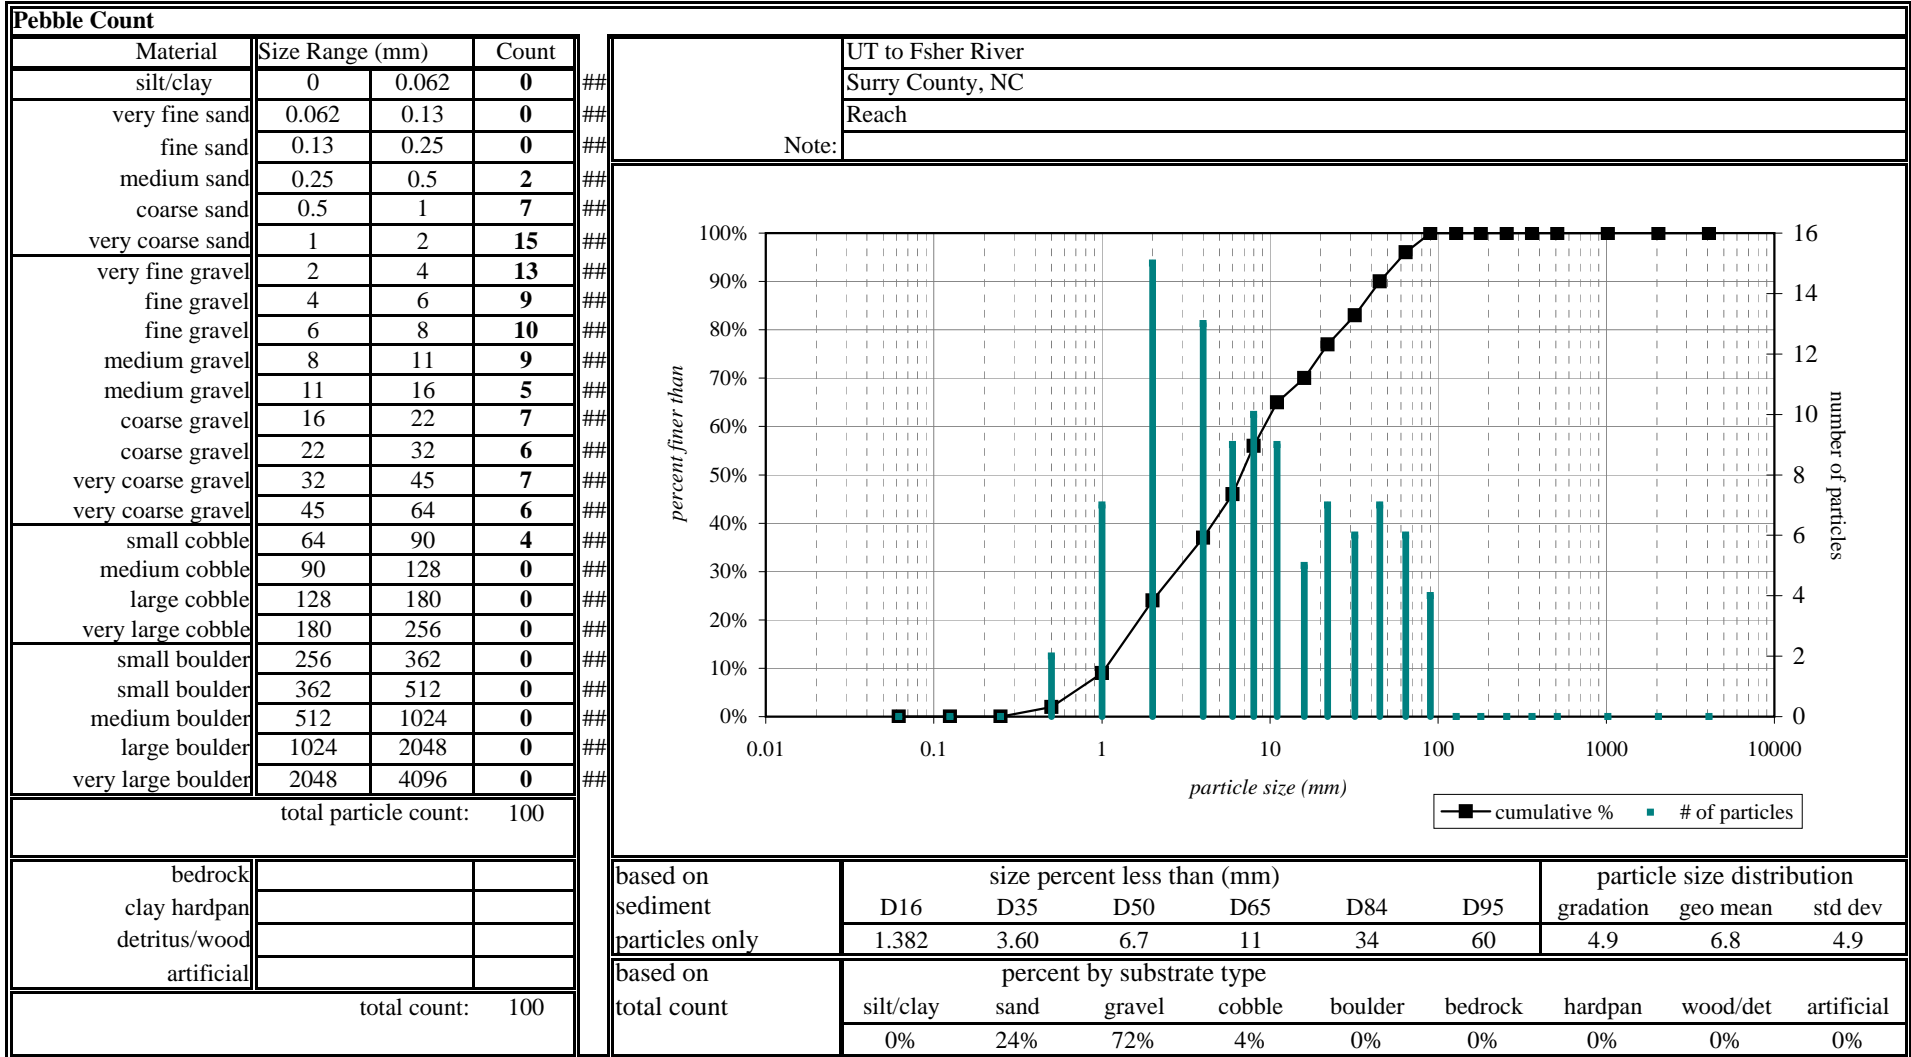 Pebble Count
Material Size Range (mm) Count
silt/clay 0 0.062 0 ##
very fine sand 0.062 0.13 0 ##
fine sand 0.13 0.25 0 ##
medium sand 0.25 0.5 2 ##
coarse sand 0.5 1 7 ##
very coarse sand 1 2 15 ##
very fine gravel 2 4 13 ##
fine gravel 4 6 9 ##
fine gravel 6 8 10 ##
medium gravel 8 11 9 ##
medium gravel 11 16 5 ##
coarse gravel 16 22 7 ##
coarse gravel 22 32 6 ##
very coarse gravel 32 45 7 ##
very coarse gravel 45 64 6 ##
small cobble 64 90 4 ##
medium cobble 90 128 0 ##
large cobble 128 180 0 ##
very large cobble 180 256 0 ##
small boulder 256 362 0 ##
small boulder 362 512 0 ##
medium boulder 512 1024 0 ##
large boulder 1024 2048 0 ##
very large boulder 2048 4096 0 ##
total particle count: 100
bedrock
clay hardpan
detritus/wood
artificial
total count: 100
UT to Fsher River
Surry County, NC
Reach
Note:
percent finer than
100%
90%
80%
70%
60%
50%
40%
30%
20%
10%
0%
16
14
12
10
8
6
4
2
0
number of particles
0.01 0.1 1 10 100 1000 10000
particle size (mm)
cumulative % # of particles
based on size percent less than (mm) particle size distribution
sediment D16 D35 D50 D65 D84 D95 gradation geo mean std dev
particles only 1.382 3.60 6.7 11 34 60 4.9 6.8 4.9
based on percent by substrate type
total count silt/clay sand gravel cobble boulder bedrock hardpan wood/det artificial
0% 24% 72% 4% 0% 0% 0% 0% 0%